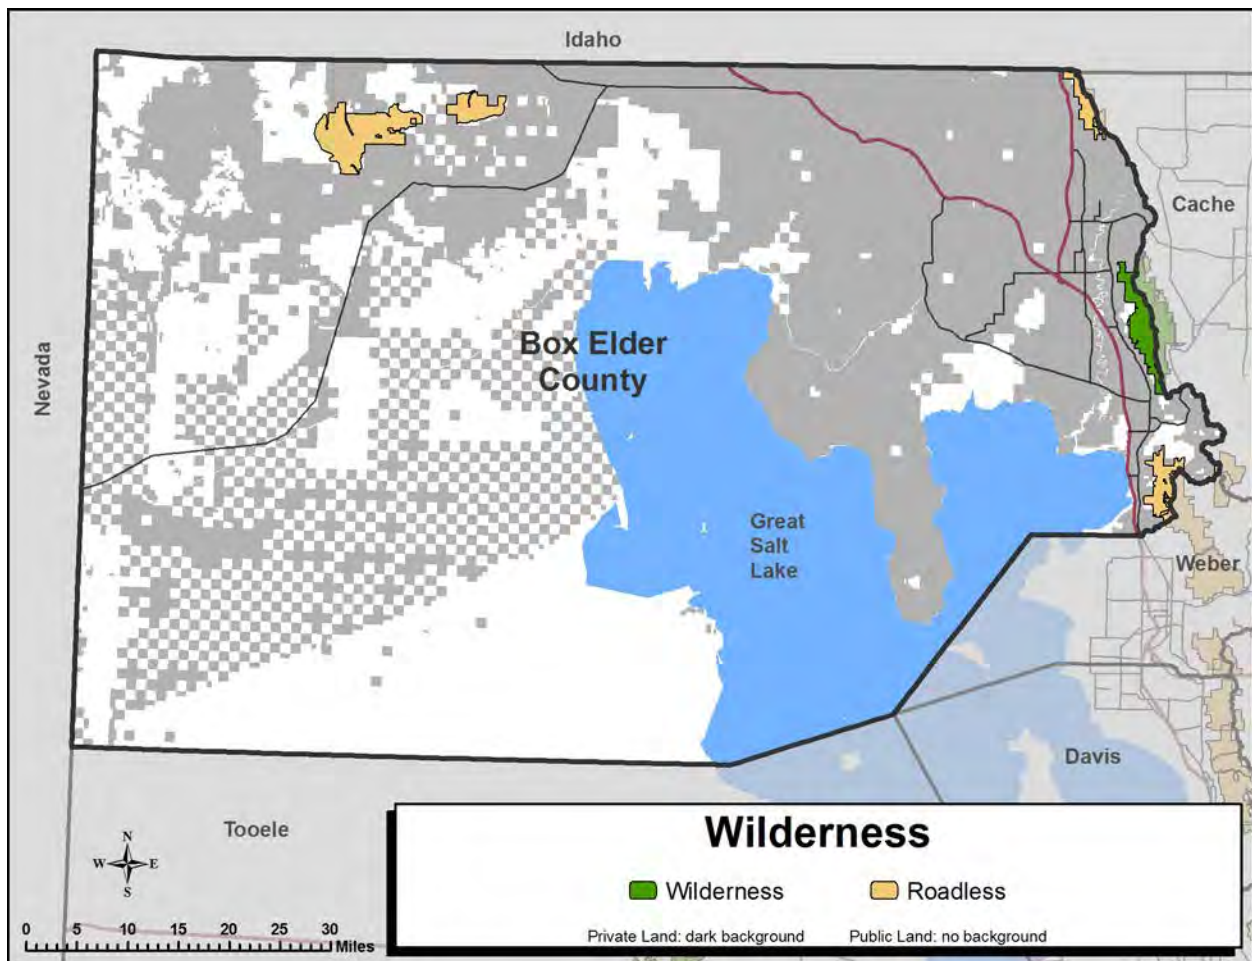 Idaho
Cache
Nevada
Box Elder
County
Great
Salt
Lake
Weber
Davis
Tooele
N
W E
S
0 5 10 15 20 25 30
Miles
Wilderness
Wilderness Roadless
Private Land: dark background Public Land: no background